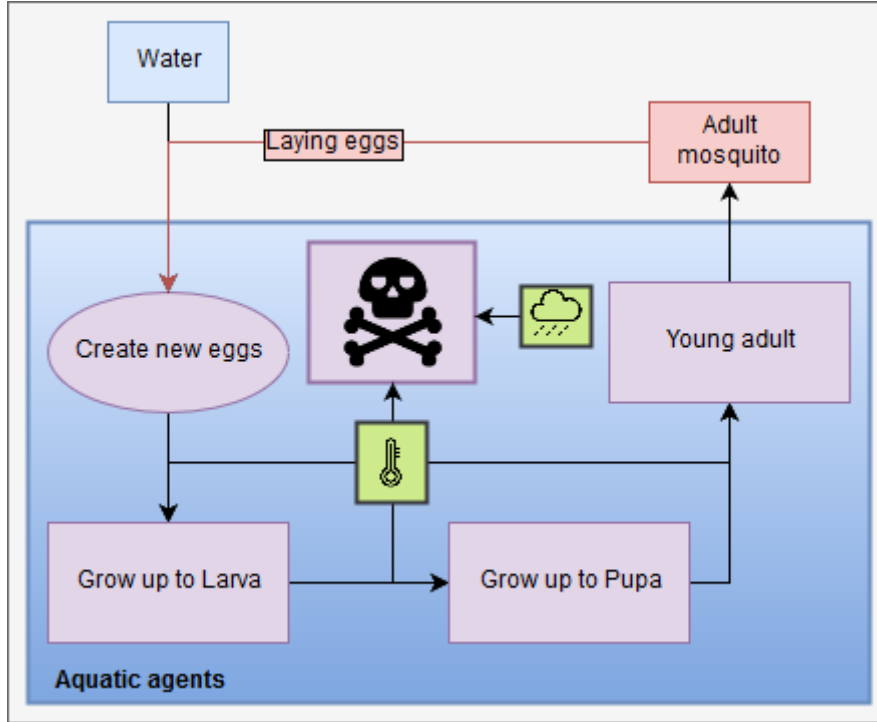 Water
Laying eggs
Adult
mosquito
Create new eggs
Young adult
Grow up to Larva
Grow up to Pupa
Aquatic agents